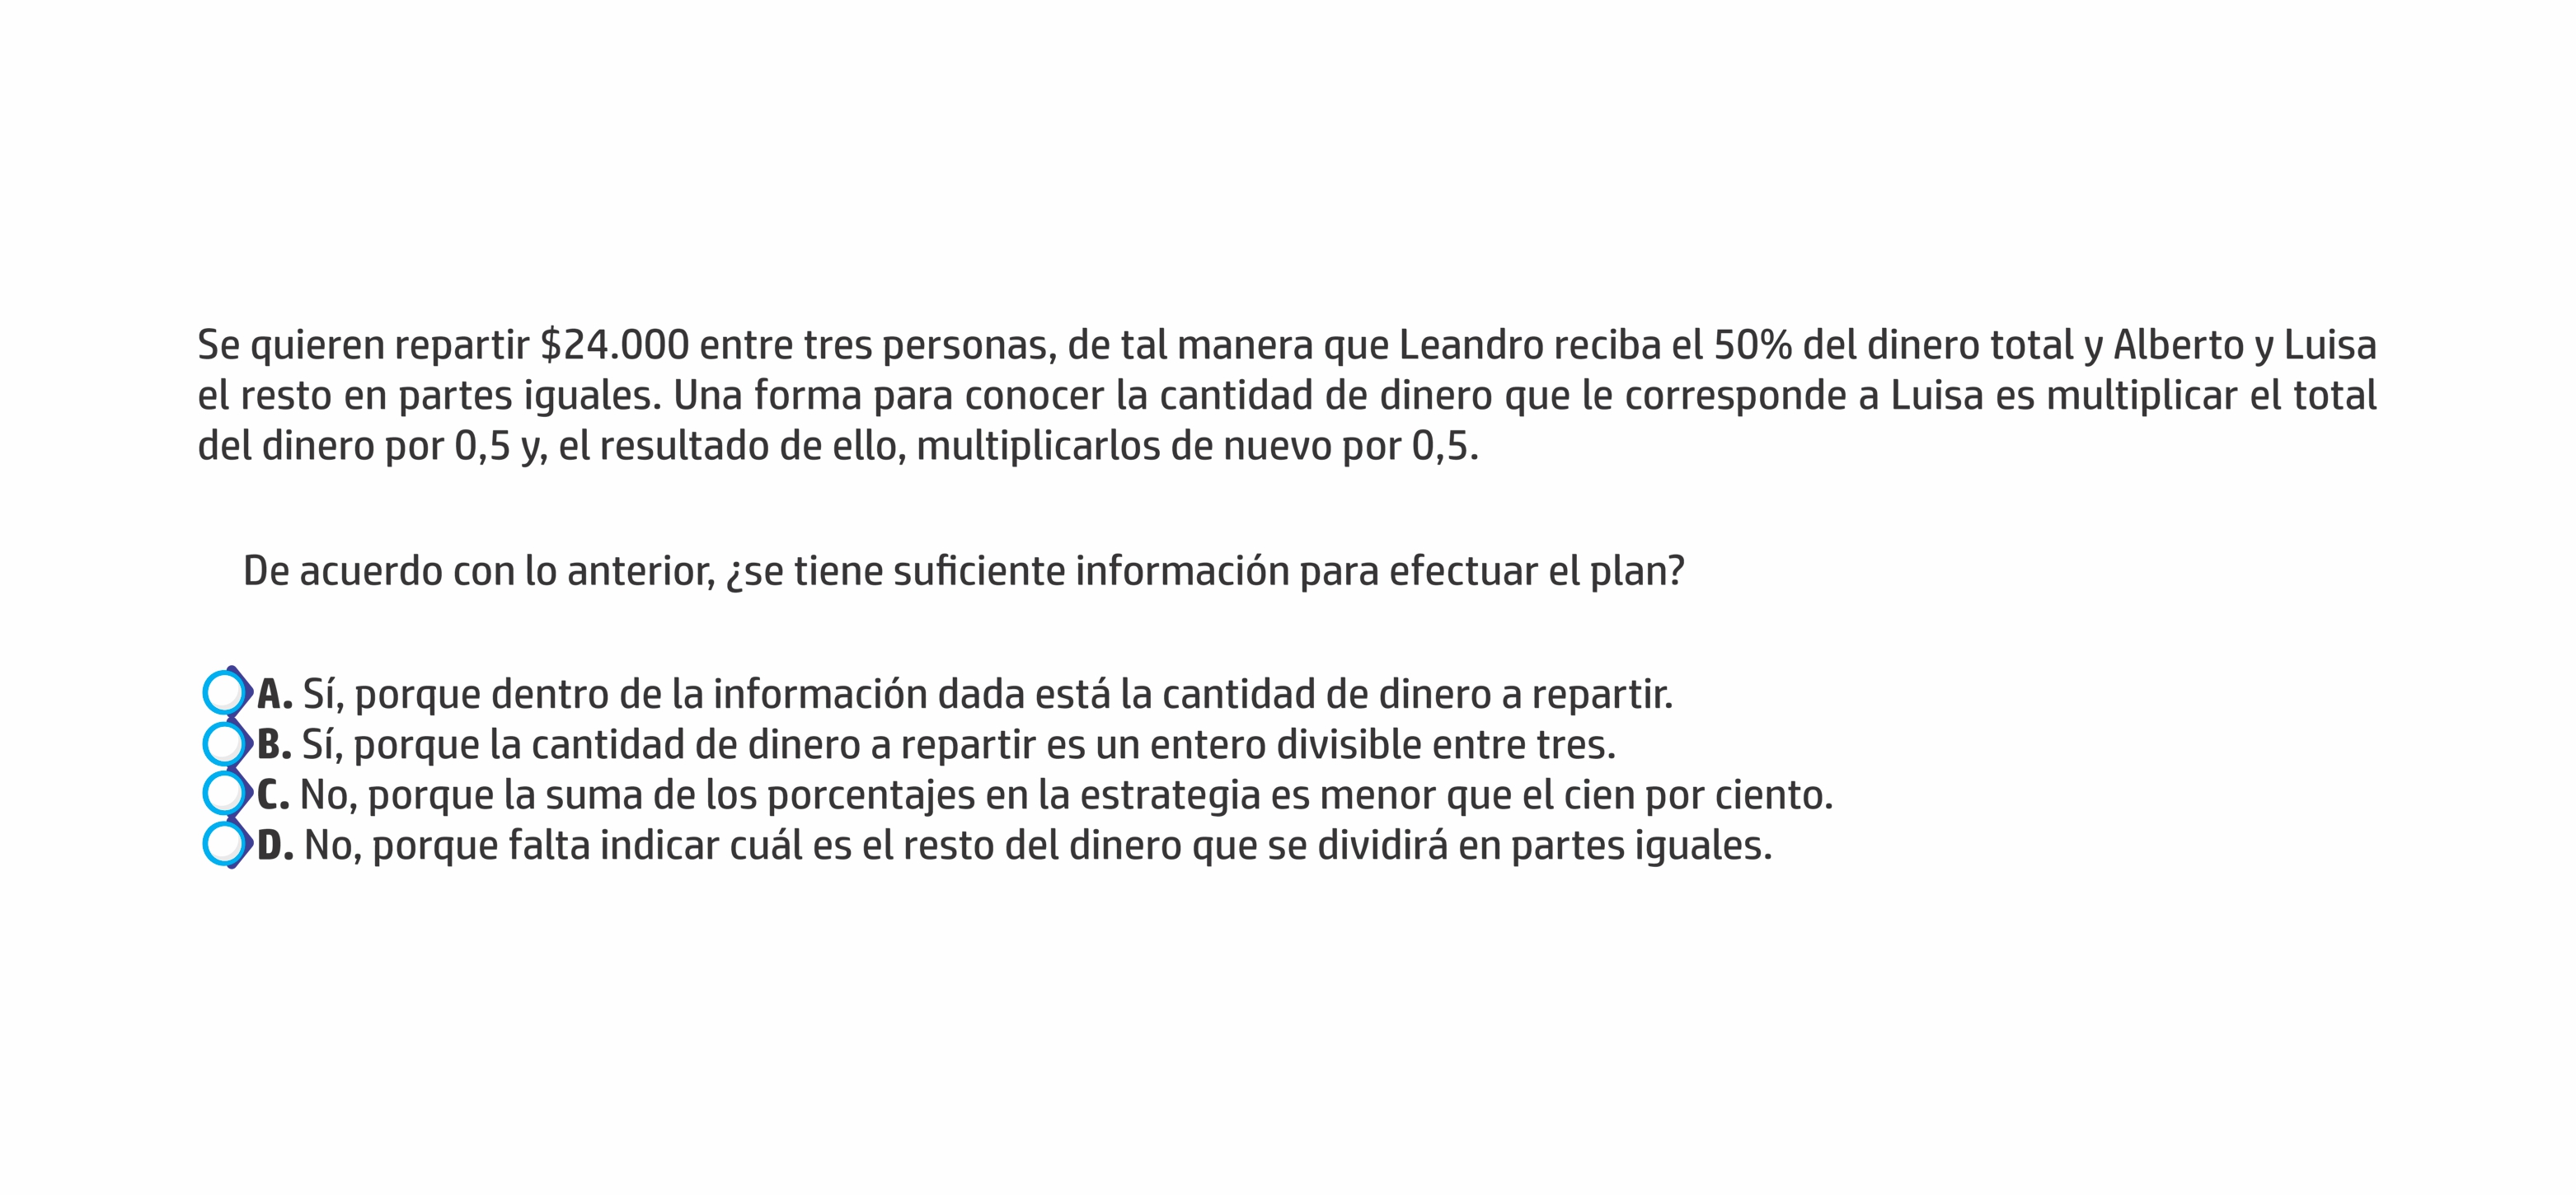 Se quieren repartir $24.000 entre tres personas, de tal manera que Leandro reciba el 50% del dinero total y Alberto y Luisa
el resto en partes iguales. Una forma para conocer la cantidad de dinero que le corresponde a Luisa es multiplicar el total
del dinero por 0,5 y, el resultado de ello, multiplicarlos de nuevo por 0,5.
De acuerdo con lo anterior, ¿se tiene suficiente información para efectuar el plan?
A. Sí, porque dentro de la información dada está la cantidad de dinero a repartir.
B. Sí, porque la cantidad de dinero a repartir es un entero divisible entre tres.
C. No, porque la suma de los porcentajes en la estrategia es menor que el cien por ciento.
D. No, porque falta indicar cuál es el resto del dinero que se dividirá en partes iguales.